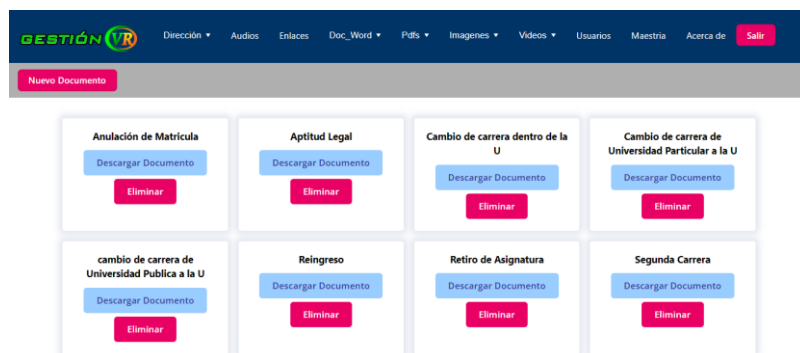 GESTIÓN VR Dirección Audios Enlaces Doc_Word Pdfs Imagenes Videos Usuarios Maestria Acerca de Salir
Nuevo Documento
Anulación de Matricula
Descargar Documento
Eliminar
Aptitud Legal
Descargar Documento
Eliminar
Cambio de carrera dentro de la
U
Descargar Documento
Eliminar
Cambio de carrera de
Universidad Particular a la U
Descargar Documento
Eliminar
cambio de carrera de
Universidad Publica a la U
Descargar Documento
Eliminar
Reingreso
Descargar Documento
Eliminar
Retiro de Asignatura
Descargar Documento
Eliminar
Segunda Carrera
Descargar Documento
Eliminar